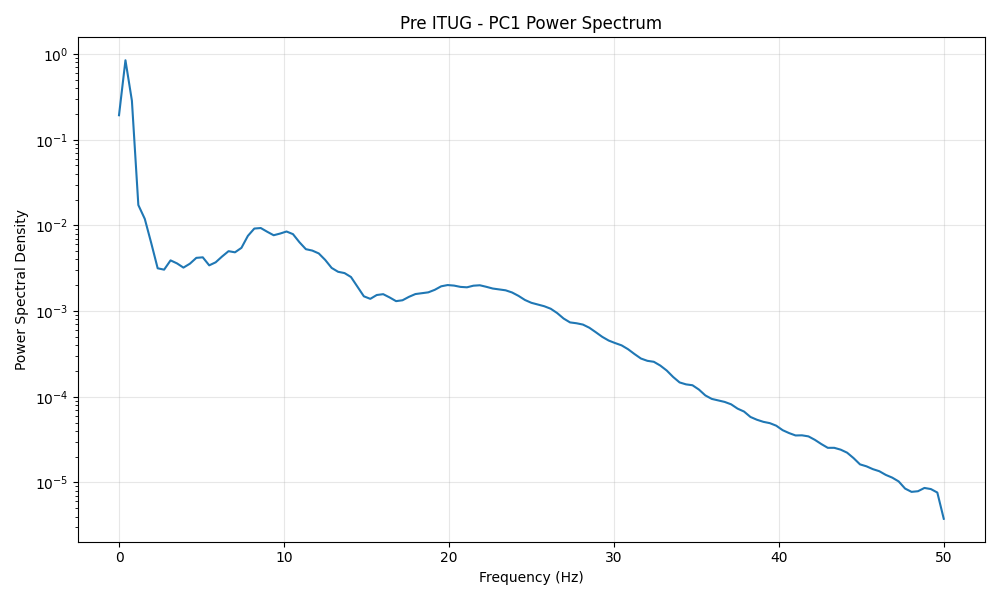 Pre ITUG - PC1 Power Spectrum
Power Spectral Density
10⁰
10⁻¹
10⁻²
10⁻³
10⁻⁴
10⁻⁵
0 10 20 30 40 50
Frequency (Hz)